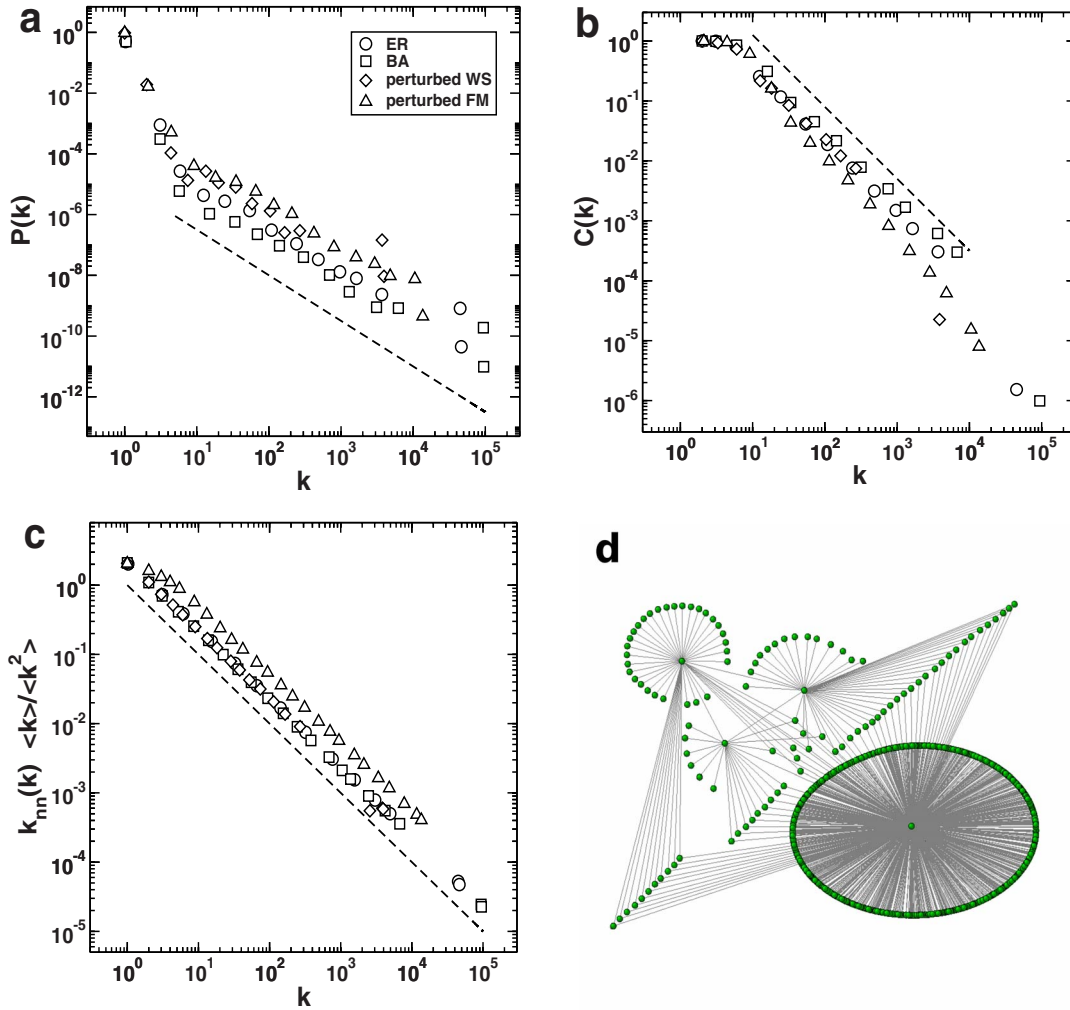 a
10^0
10^-2
10^-4
10^-6
10^-8
10^-10
10^-12
P(k)
ER
BA
perturbed WS
perturbed FM
10^0 10^1 10^2 10^3 10^4 10^5
k
b
10^0
10^-1
10^-2
10^-3
10^-4
10^-5
10^-6
C(k)
10^0 10^1 10^2 10^3 10^4 10^5
k
c
10^0
10^-1
10^-2
10^-3
10^-4
10^-5
k_nn(k) <k>/<k^2>
10^0 10^1 10^2 10^3 10^4 10^5
k
d